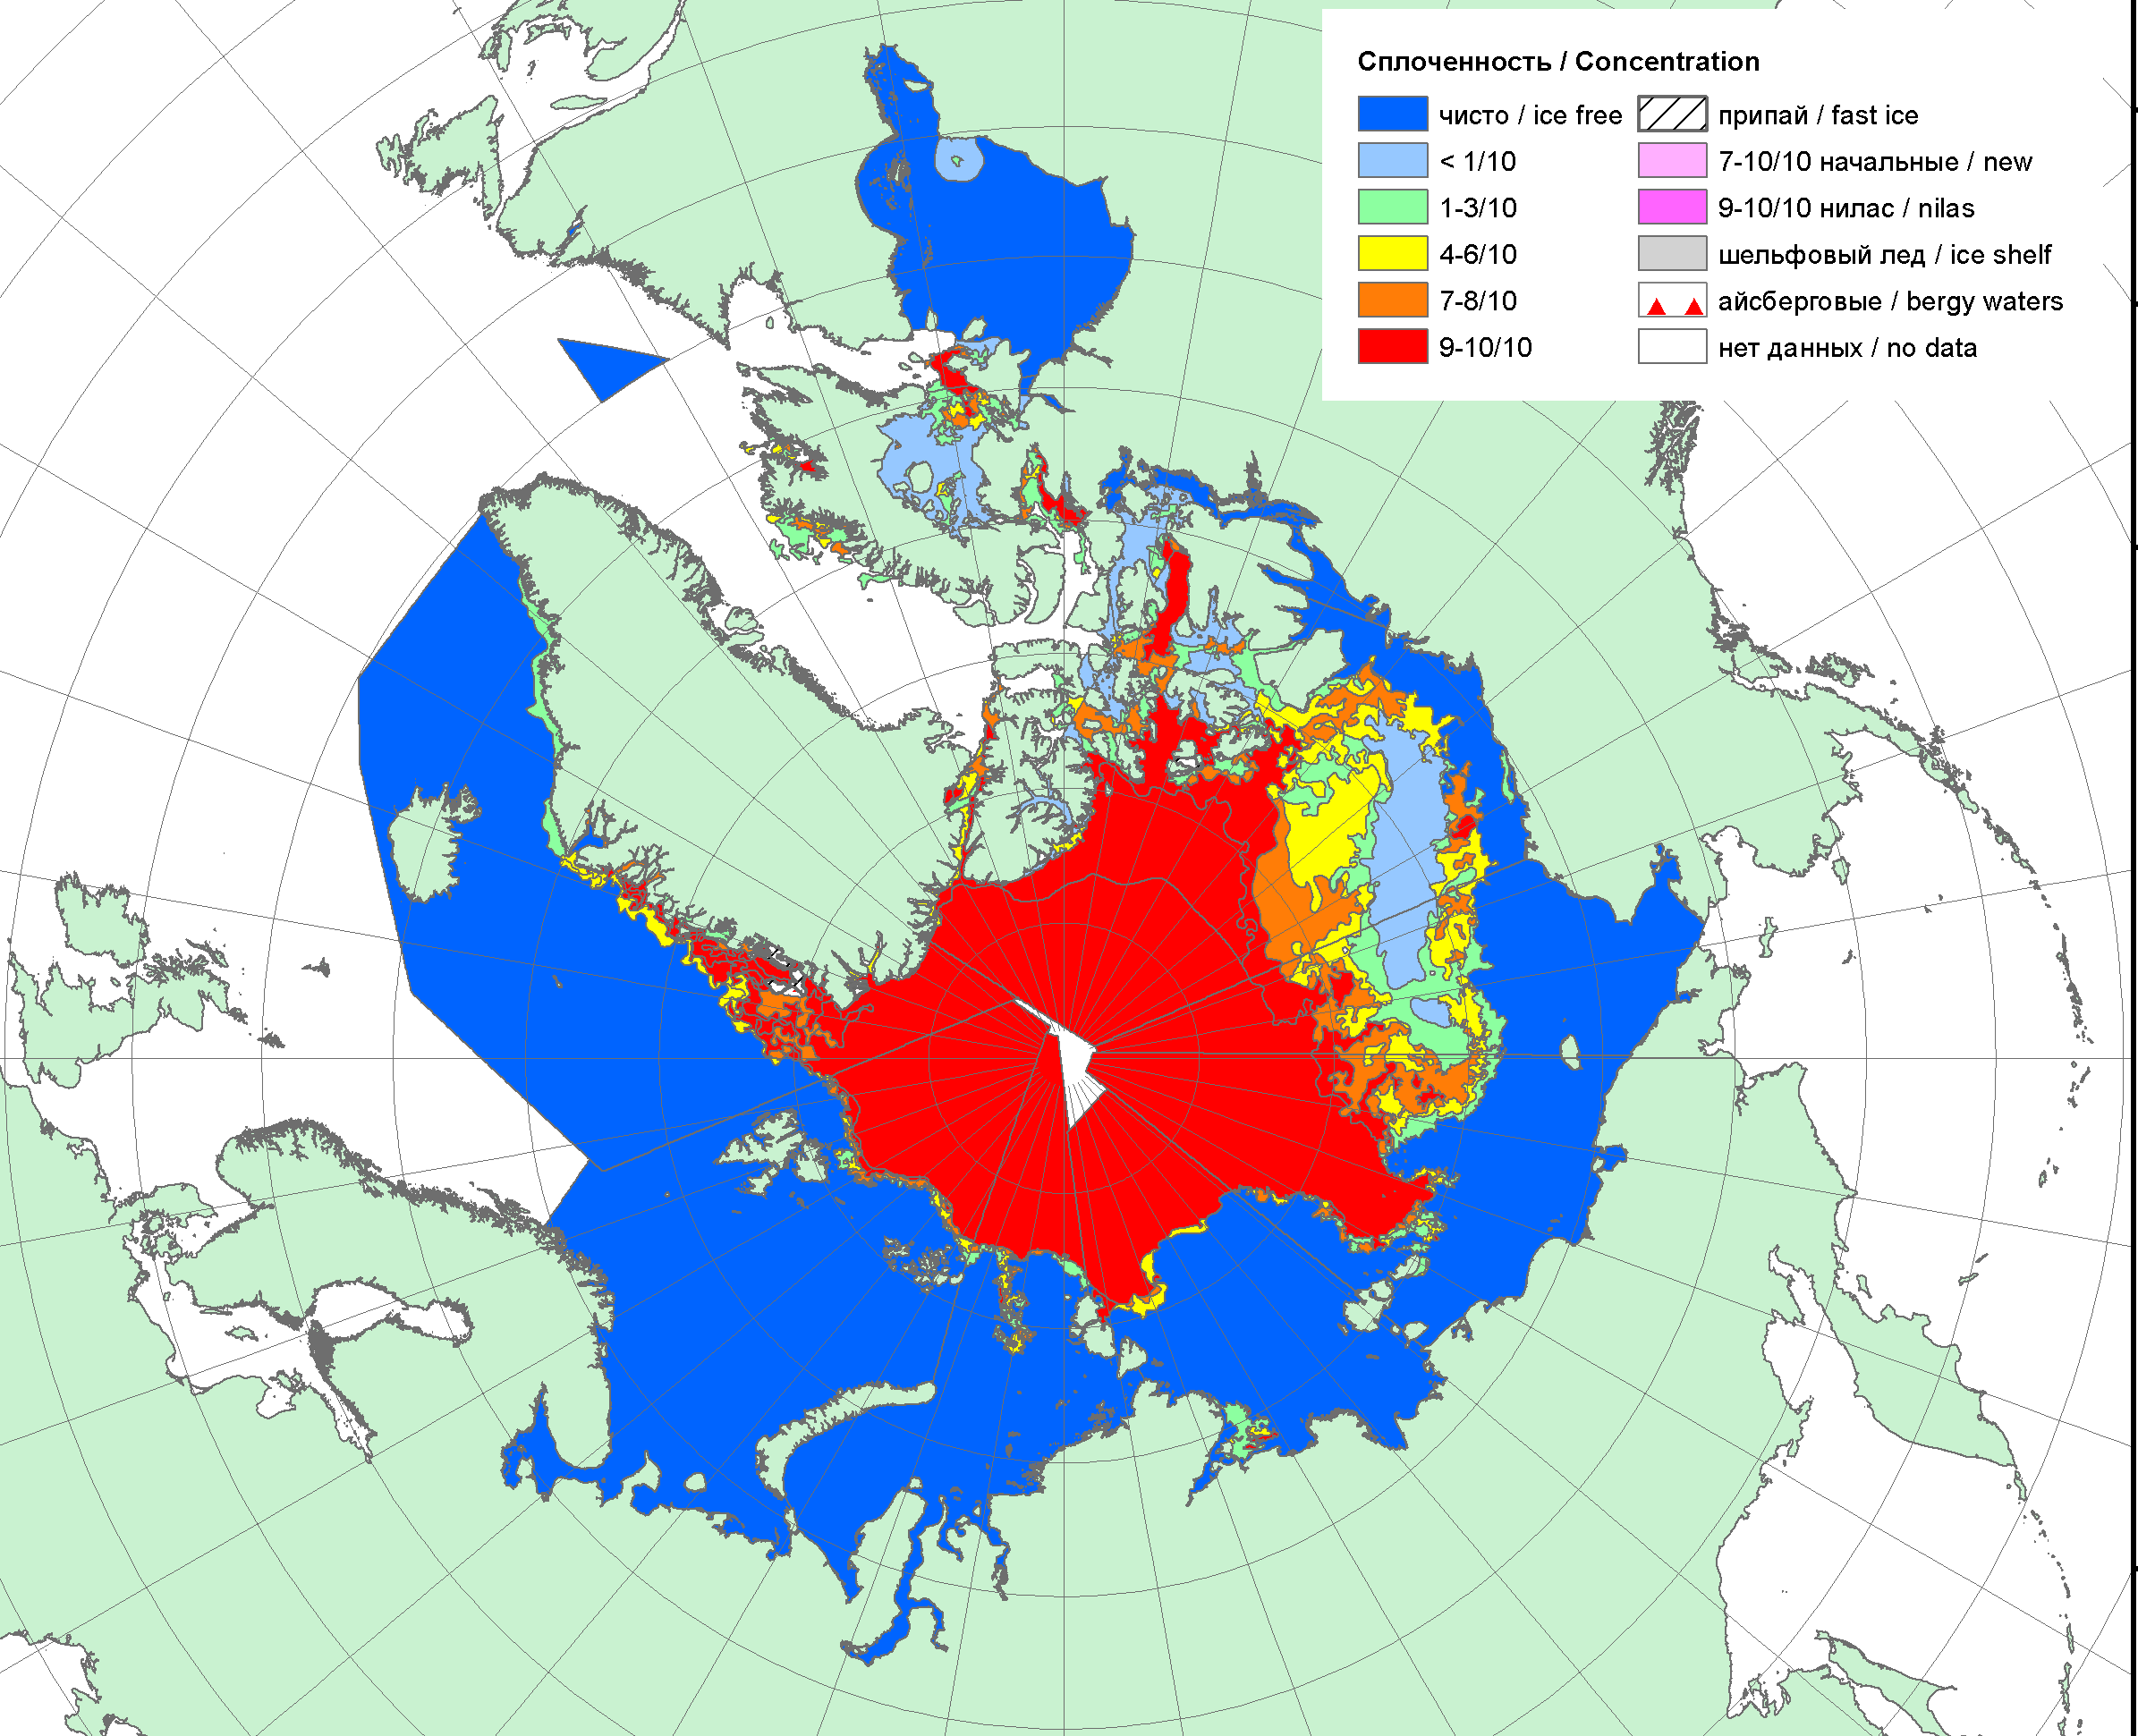 Сплоченность / Concentration
чисто / ice free
< 1/10
1-3/10
4-6/10
7-8/10
9-10/10
припай / fast ice
7-10/10 начальные / new
9-10/10 нилас / nilas
шельфовый лед / ice shelf
айсберговые / bergy waters
нет данных / no data